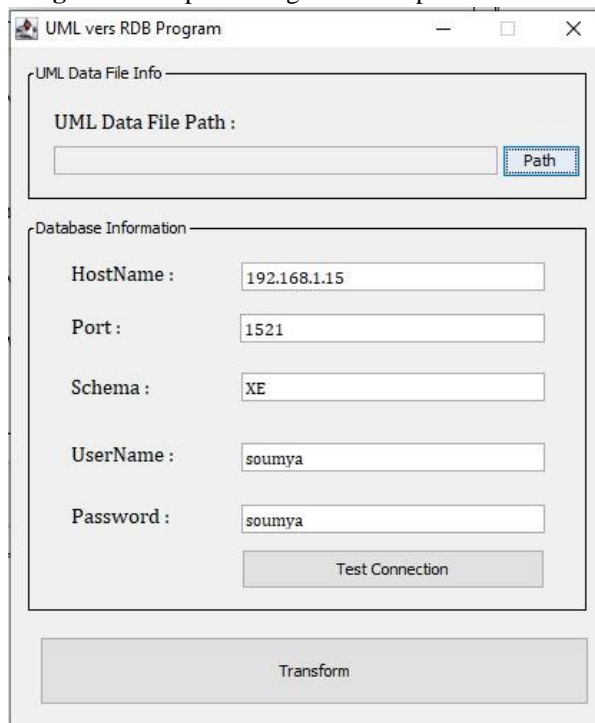 UML vers RDB Program
UML Data File Info
UML Data File Path :
Path
Database Information
HostName :
192.168.1.15
Port :
1521
Schema :
XE
UserName :
soumya
Password :
soumya
Test Connection
Transform